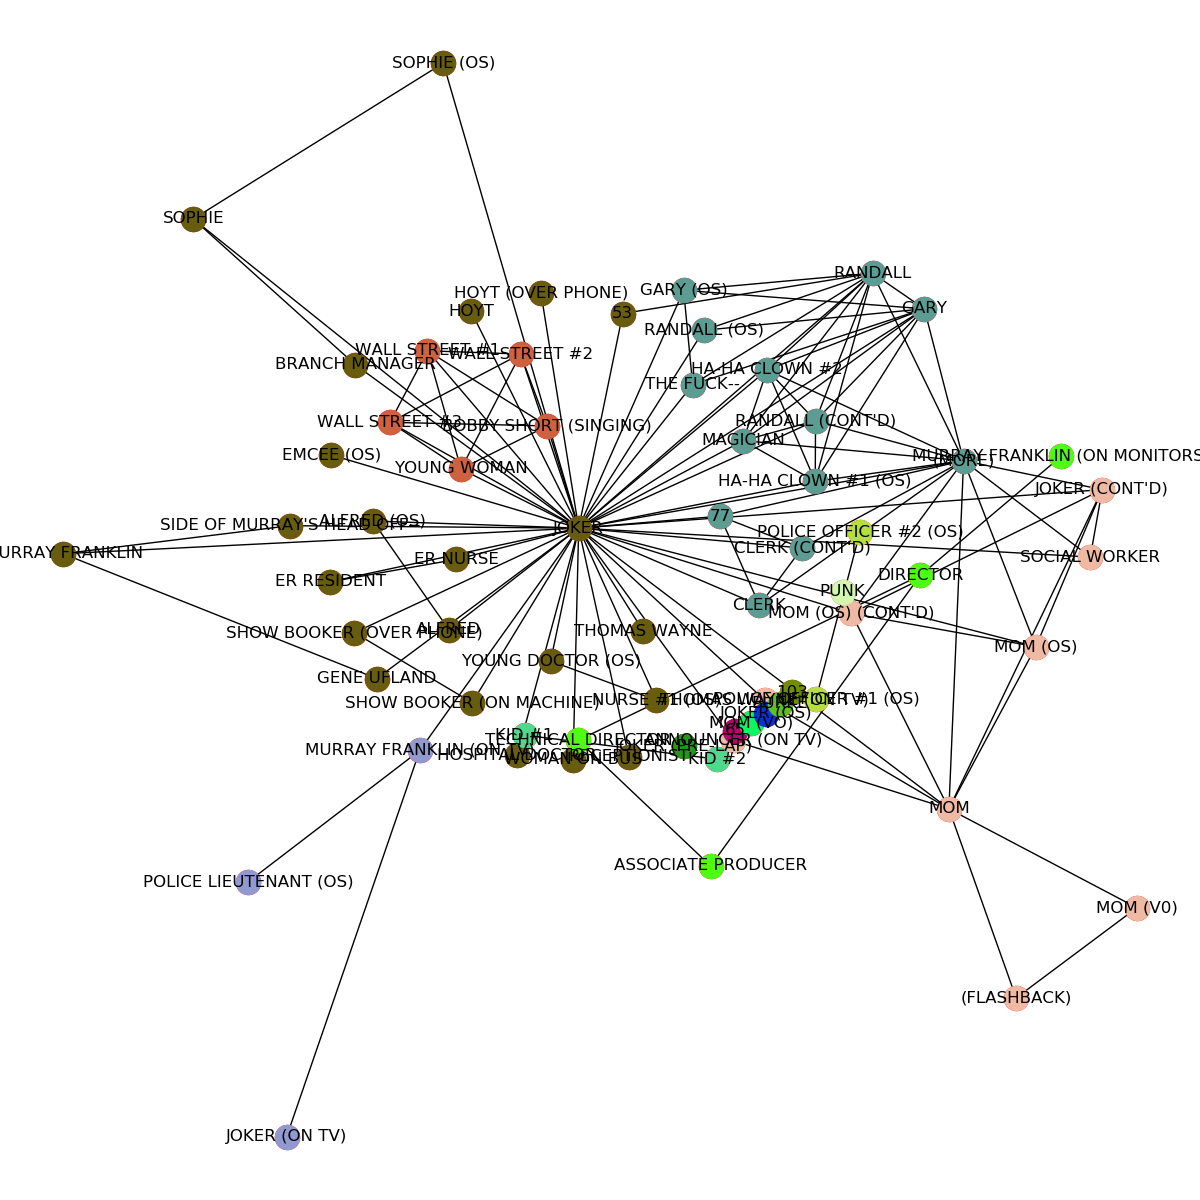 SOPHIE (OS)
SOPHIE
RANDALL
HOYT (OVER PHONE)
GARY (OS)
HOYT
53
GARY
RANDALL (OS)
WALL STREET #1
WALL STREET #2
BRANCH MANAGER
HA-HA CLOWN #2
THE FUCK--
WALL STREET #3
BOBBY SHORT (SINGING)
RANDALL (CONT'D)
MAGICIAN
EMCEE (OS)
MURRAY FRANKLIN (ON MONITORS
(MORE)
YOUNG WOMAN
HA-HA CLOWN #1 (OS)
JOKER (CONT'D)
77
SIDE OF MURRAY'S HEAD OFF
ALFRED (OS)
JOKER
POLICE OFFICER #2 (OS)
CLERK (CONT'D)
URRAY FRANKLIN
ER NURSE
SOCIAL WORKER
ER RESIDENT
DIRECTOR
PUNK
CLERK
MOM (OS) (CONT'D)
SHOW BOOKER (OVER PHONE)
ALFRED
THOMAS WAYNE
MOM (OS)
YOUNG DOCTOR (OS)
GENE UFLAND
SHOW BOOKER (ON MACHINE)
NURSE #1 (OS)
THOMAS WAYNE (ON TV)
103
POLICE OFFICER #1 (OS)
JOKER (OS)
MOM (VO)
KID #1
TECHNICAL DIRECTOR
JOKER (PRE-LAP)
ANNOUNCER (ON TV)
MURRAY FRANKLIN (ON TV)
HOSPITAL DOCTOR
WOMAN ON BUS
RECEPTIONIST
KID #2
MOM
ASSOCIATE PRODUCER
POLICE LIEUTENANT (OS)
MOM (V0)
(FLASHBACK)
JOKER (ON TV)